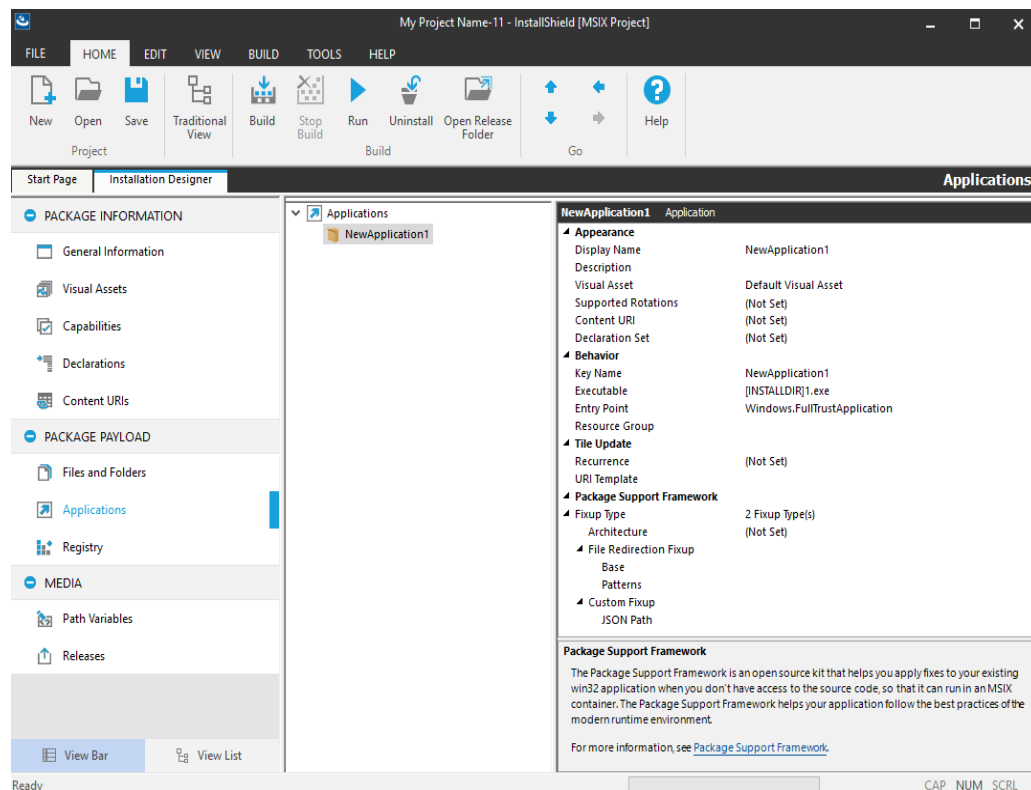 My Project Name-11 - InstallShield [MSIX Project]
FILE HOME EDIT VIEW BUILD TOOLS HELP
New Open Save Traditional View Build Stop Build Run Uninstall Open Release Folder Help
Project Build Go
Start Page Installation Designer Applications
PACKAGE INFORMATION
General Information
Visual Assets
Capabilities
Declarations
Content URIs
PACKAGE PAYLOAD
Files and Folders
Applications
Registry
MEDIA
Path Variables
Releases
View Bar View List
Applications
NewApplication1
NewApplication1 Application
Appearance
Display Name NewApplication1
Description
Visual Asset Default Visual Asset
Supported Rotations (Not Set)
Content URI (Not Set)
Declaration Set (Not Set)
Behavior
Key Name NewApplication1
Executable [INSTALLDIR]1.exe
Entry Point Windows.FullTrustApplication
Resource Group
Tile Update
Recurrence (Not Set)
URI Template
Package Support Framework
Fixup Type 2 Fixup Type(s)
Architecture (Not Set)
File Redirection Fixup
Base
Patterns
Custom Fixup
JSON Path
Package Support Framework
The Package Support Framework is an open source kit that helps you apply fixes to your existing
win32 application when you don't have access to the source code, so that it can run in an MSIX
container. The Package Support Framework helps your application follow the best practices of the
modern runtime environment.
For more information, see Package Support Framework.
Ready CAP NUM SCRL